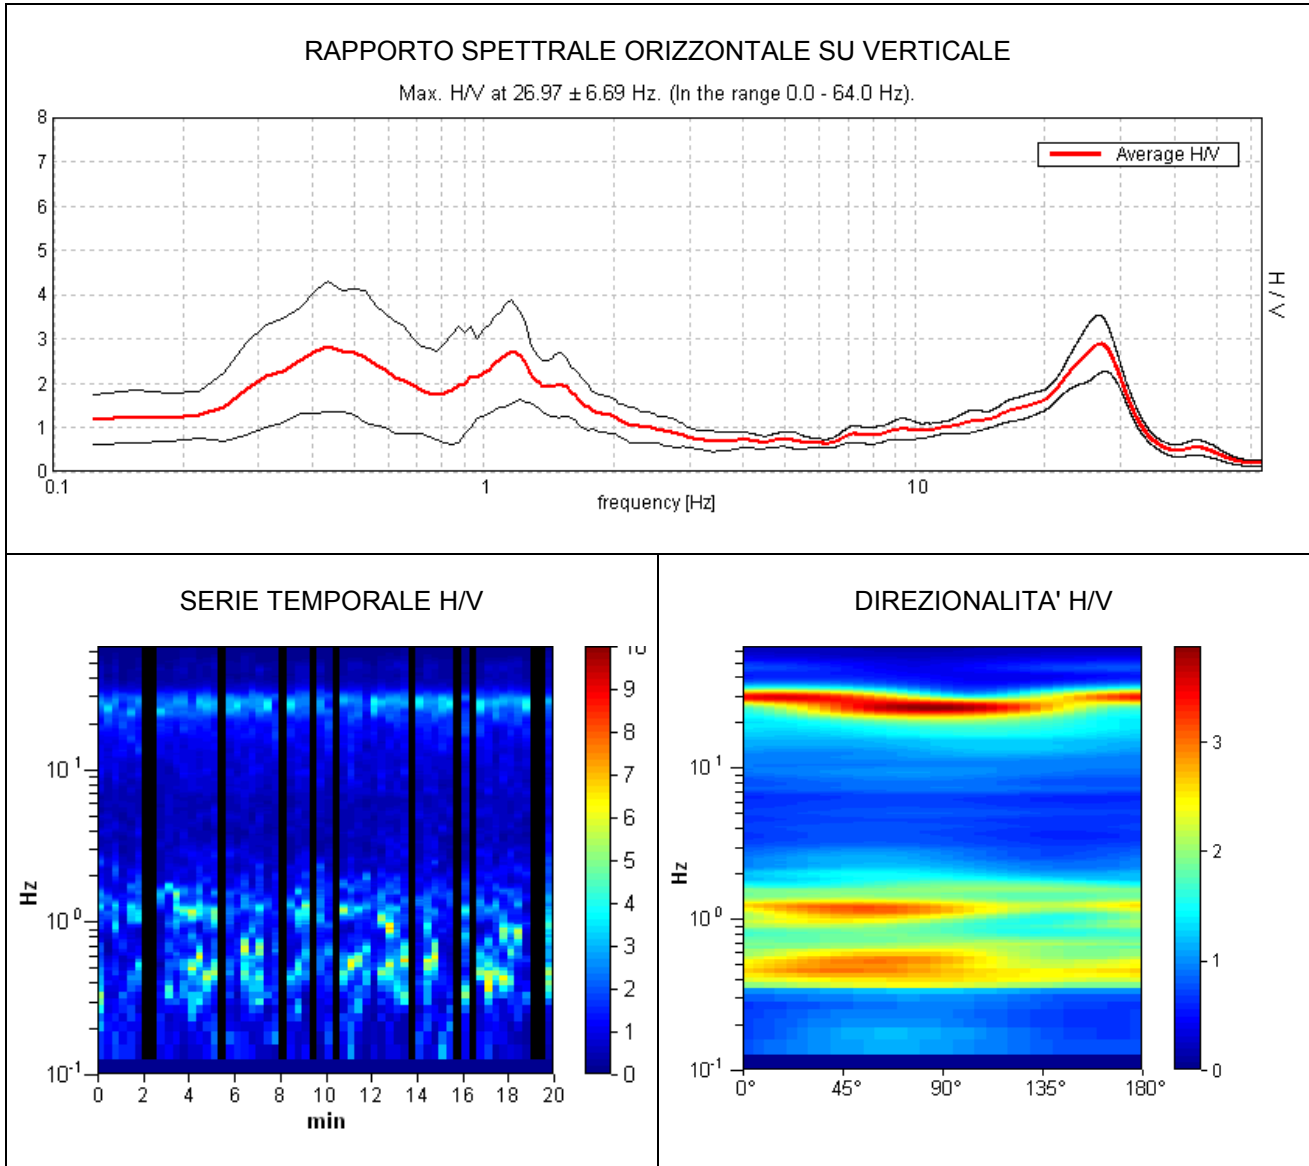 RAPPORTO SPETTRALE ORIZZONTALE SU VERTICALE
Max. H/V at 26.97 ± 6.69 Hz. (In the range 0.0 - 64.0 Hz).
8
7
6
5
4
3
2
1
0
Average H/V
H / V
0.1
1
10
frequency [Hz]
SERIE TEMPORALE H/V
Hz
10¹
10⁰
10⁻¹
0 2 4 6 8 10 12 14 16 18 20
min
10
9
8
7
6
5
4
3
2
1
0
DIREZIONALITA' H/V
Hz
10¹
10⁰
10⁻¹
0° 45° 90° 135° 180°
3
2
1
0